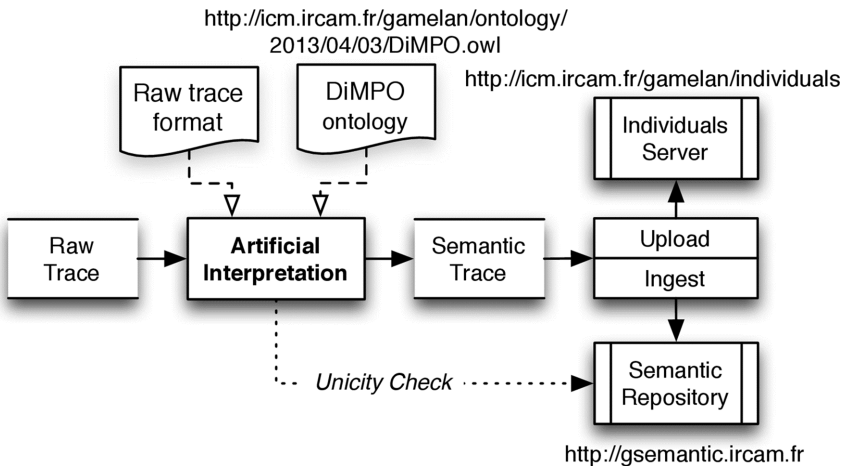 http://icm.ircam.fr/gamelan/ontology/
2013/04/03/DiMPO.owl
http://icm.ircam.fr/gamelan/individuals
Raw trace
format
DiMPO
ontology
Individuals
Server
Raw
Trace
Artificial
Interpretation
Semantic
Trace
Upload
Ingest
Unicity Check
Semantic
Repository
http://gsemantic.ircam.fr